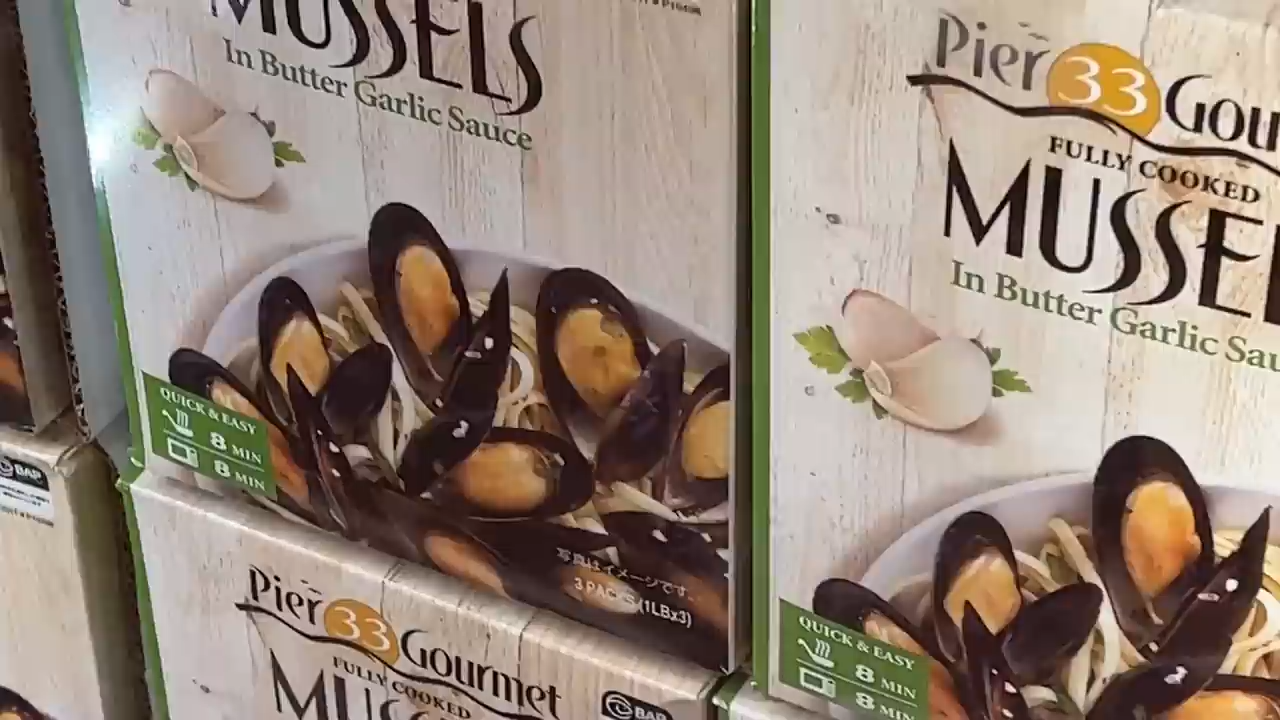 MUSSELS
In Butter Garlic Sauce
QUICK & EASY
8 MIN
8 MIN
写真はイメージです。
3 PACKS (1LBx3)
Pier 33 Gourmet
FULLY COOKED
BAP
Pier 33 Gou
FULLY COOKED
MUSSEL
In Butter Garlic Sau
QUICK & EASY
8 MIN
8 MIN
BAP